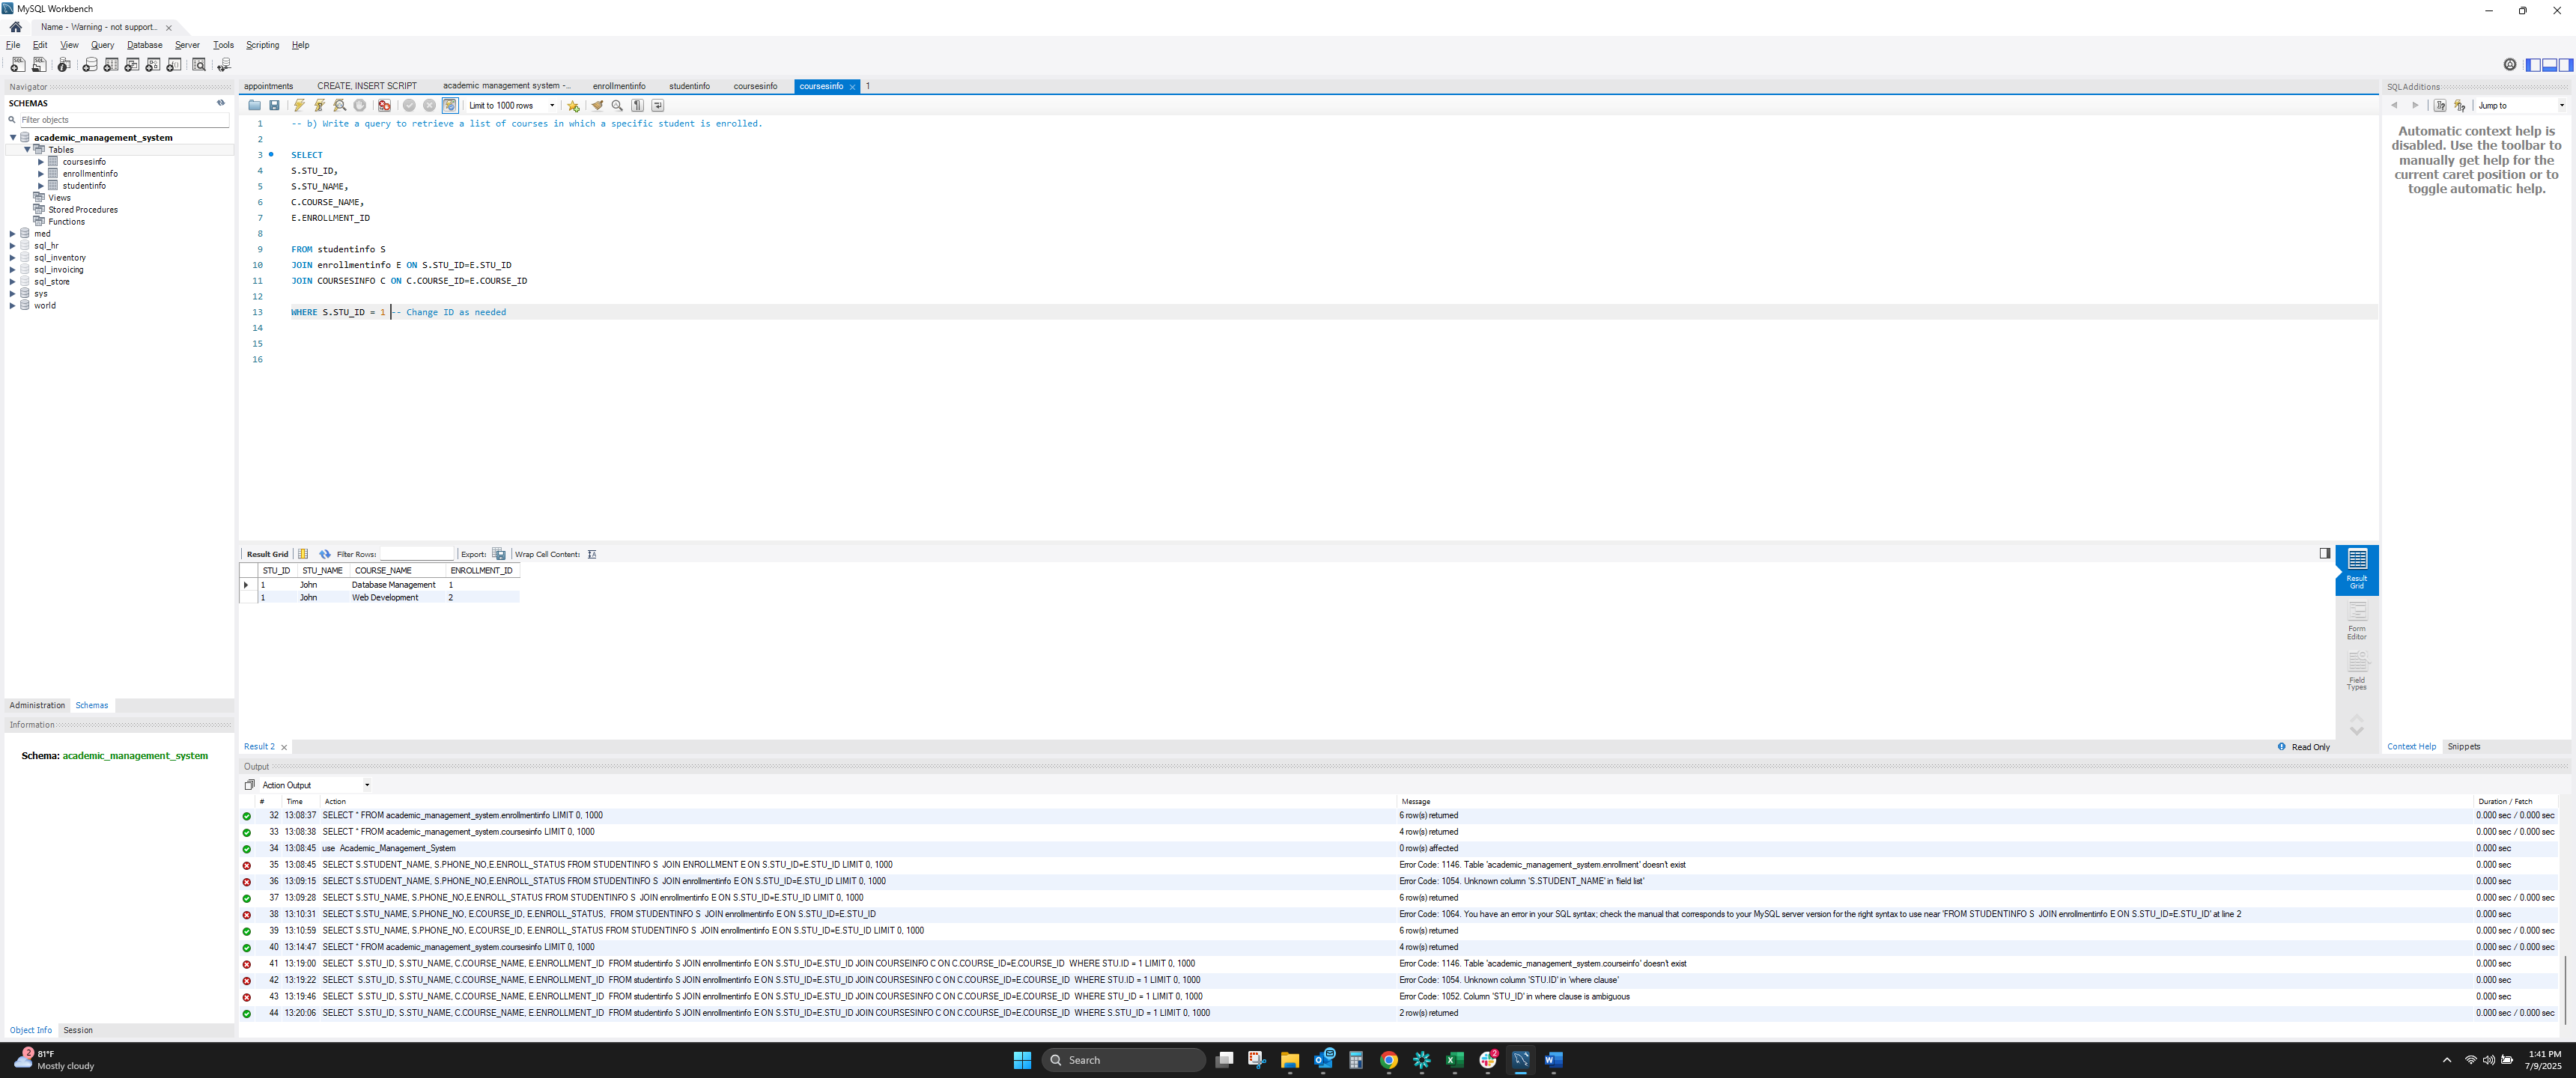 MySQL Workbench
Name - Warning - not support...
File Edit View Query Database Server Tools Scripting Help
Navigator
SCHEMAS
Filter objects
academic_management_system
Tables
coursesinfo
enrollmentinfo
studentinfo
Views
Stored Procedures
Functions
med
sql_hr
sql_inventory
sql_invoicing
sql_store
sys
world
Administration Schemas
Information
Schema: academic_management_system
Object Info Session
appointments CREATE, INSERT SCRIPT academic management system -... enrollmentinfo studentinfo coursesinfo coursesinfo 1
Limit to 1000 rows
1 -- b) Write a query to retrieve a list of courses in which a specific student is enrolled.
2
3 SELECT
4 S.STU_ID,
5 S.STU_NAME,
6 C.COURSE_NAME,
7 E.ENROLLMENT_ID
8
9 FROM studentinfo S
10 JOIN enrollmentinfo E ON S.STU_ID=E.STU_ID
11 JOIN COURSESINFO C ON C.COURSE_ID=E.COURSE_ID
12
13 WHERE S.STU_ID = 1 -- Change ID as needed
14
15
16
Result Grid Filter Rows: Export: Wrap Cell Content:
STU_ID STU_NAME COURSE_NAME ENROLLMENT_ID
1 John Database Management 1
1 John Web Development 2
Result Grid
Form Editor
Field Types
Result 2 Read Only
SQLAdditions
Jump to
Automatic context help is
disabled. Use the toolbar to
manually get help for the
current caret position or to
toggle automatic help.
Context Help Snippets
Output
Action Output
# Time Action Message Duration / Fetch
32 13:08:37 SELECT * FROM academic_management_system.enrollmentinfo LIMIT 0, 1000 6 row(s) returned 0.000 sec / 0.000 sec
33 13:08:38 SELECT * FROM academic_management_system.coursesinfo LIMIT 0, 1000 4 row(s) returned 0.000 sec / 0.000 sec
34 13:08:45 use Academic_Management_System 0 row(s) affected 0.000 sec
35 13:08:45 SELECT S.STUDENT_NAME, S.PHONE_NO,E.ENROLL_STATUS FROM STUDENTINFO S JOIN ENROLLMENT E ON S.STU_ID=E.STU_ID LIMIT 0, 1000 Error Code: 1146. Table 'academic_management_system.enrollment' doesn't exist 0.000 sec
36 13:09:15 SELECT S.STUDENT_NAME, S.PHONE_NO,E.ENROLL_STATUS FROM STUDENTINFO S JOIN enrollmentinfo E ON S.STU_ID=E.STU_ID LIMIT 0, 1000 Error Code: 1054. Unknown column 'S.STUDENT_NAME' in 'field list' 0.000 sec
37 13:09:28 SELECT S.STU_NAME, S.PHONE_NO,E.ENROLL_STATUS FROM STUDENTINFO S JOIN enrollmentinfo E ON S.STU_ID=E.STU_ID LIMIT 0, 1000 6 row(s) returned 0.000 sec / 0.000 sec
38 13:10:31 SELECT S.STU_NAME, S.PHONE_NO, E.COURSE_ID, E.ENROLL_STATUS, FROM STUDENTINFO S JOIN enrollmentinfo E ON S.STU_ID=E.STU_ID Error Code: 1064. You have an error in your SQL syntax; check the manual that corresponds to your MySQL server version for the right syntax to use near 'FROM STUDENTINFO S JOIN enrollmentinfo E ON S.STU_ID=E.STU_ID' at line 2 0.000 sec
39 13:10:59 SELECT S.STU_NAME, S.PHONE_NO, E.COURSE_ID, E.ENROLL_STATUS FROM STUDENTINFO S JOIN enrollmentinfo E ON S.STU_ID=E.STU_ID LIMIT 0, 1000 6 row(s) returned 0.000 sec / 0.000 sec
40 13:14:47 SELECT * FROM academic_management_system.coursesinfo LIMIT 0, 1000 4 row(s) returned 0.000 sec / 0.000 sec
41 13:19:00 SELECT S.STU_ID, S.STU_NAME, C.COURSE_NAME, E.ENROLLMENT_ID FROM studentinfo S JOIN enrollmentinfo E ON S.STU_ID=E.STU_ID JOIN COURSEINFO C ON C.COURSE_ID=E.COURSE_ID WHERE STU.ID = 1 LIMIT 0, 1000 Error Code: 1146. Table 'academic_management_system.courseinfo' doesn't exist 0.000 sec
42 13:19:22 SELECT S.STU_ID, S.STU_NAME, C.COURSE_NAME, E.ENROLLMENT_ID FROM studentinfo S JOIN enrollmentinfo E ON S.STU_ID=E.STU_ID JOIN COURSESINFO C ON C.COURSE_ID=E.COURSE_ID WHERE STU.ID = 1 LIMIT 0, 1000 Error Code: 1054. Unknown column 'STU.ID' in 'where clause' 0.000 sec
43 13:19:46 SELECT S.STU_ID, S.STU_NAME, C.COURSE_NAME, E.ENROLLMENT_ID FROM studentinfo S JOIN enrollmentinfo E ON S.STU_ID=E.STU_ID JOIN COURSESINFO C ON C.COURSE_ID=E.COURSE_ID WHERE STU_ID = 1 LIMIT 0, 1000 Error Code: 1052. Column 'STU_ID' in where clause is ambiguous 0.000 sec
44 13:20:06 SELECT S.STU_ID, S.STU_NAME, C.COURSE_NAME, E.ENROLLMENT_ID FROM studentinfo S JOIN enrollmentinfo E ON S.STU_ID=E.STU_ID JOIN COURSESINFO C ON C.COURSE_ID=E.COURSE_ID WHERE S.STU_ID = 1 LIMIT 0, 1000 2 row(s) returned 0.000 sec / 0.000 sec
2
81°F
Mostly cloudy
Search
2
1:41 PM
7/9/2025